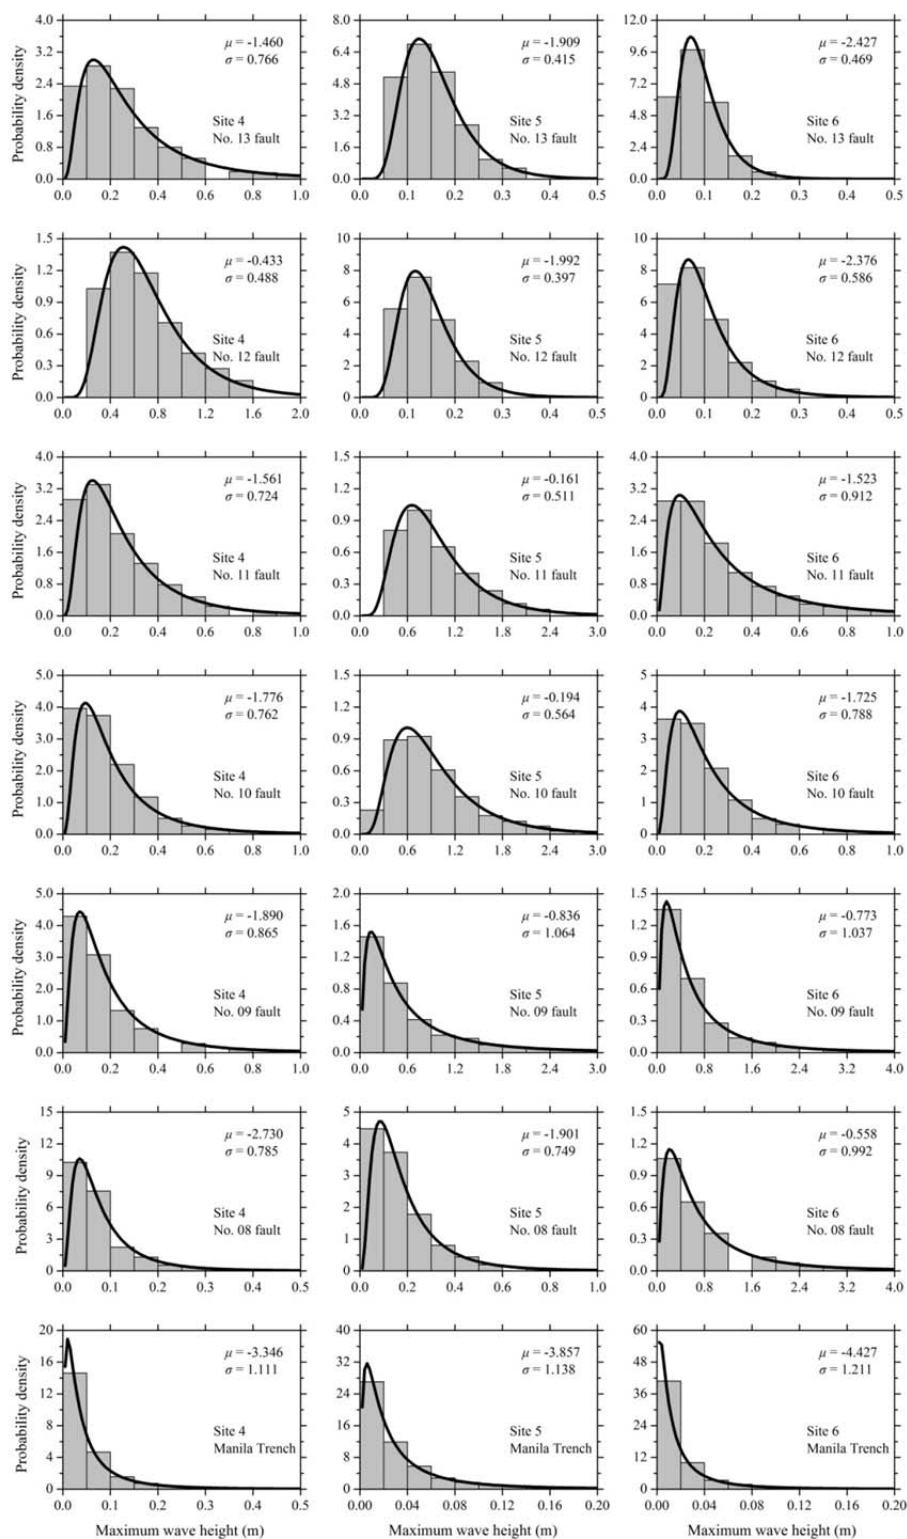 Probability density
4.0
3.2
2.4
1.6
0.8
0.0
μ = -1.460
σ = 0.766
Site 4
No. 13 fault
0.0 0.2 0.4 0.6 0.8 1.0
8.0
6.4
4.8
3.2
1.6
0.0
μ = -1.909
σ = 0.415
Site 5
No. 13 fault
0.0 0.1 0.2 0.3 0.4 0.5
12.0
12.6
7.2
4.8
2.4
0.0
μ = -2.427
σ = 0.469
Site 6
No. 13 fault
0.0 0.1 0.2 0.3 0.4 0.5
Probability density
1.5
1.2
0.9
0.6
0.3
0.0
μ = -0.433
σ = 0.488
Site 4
No. 12 fault
0.0 0.4 0.8 1.2 1.6 2.0
10
8
6
4
2
0
μ = -1.992
σ = 0.397
Site 5
No. 12 fault
0.0 0.1 0.2 0.3 0.4 0.5
10
8
6
4
2
0
μ = -2.376
σ = 0.586
Site 6
No. 12 fault
0.0 0.1 0.2 0.3 0.4 0.5
Probability density
4.0
3.2
2.4
1.6
0.8
0.0
μ = -1.561
σ = 0.724
Site 4
No. 11 fault
0.0 0.2 0.4 0.6 0.8 1.0
1.5
1.2
0.9
0.6
0.3
0.0
μ = -0.161
σ = 0.511
Site 5
No. 11 fault
0.0 0.6 1.2 1.8 2.4 3.0
4.0
3.2
2.4
1.6
0.8
0.0
μ = -1.523
σ = 0.912
Site 6
No. 11 fault
0.0 0.2 0.4 0.6 0.8 1.0
Probability density
5.0
4.0
3.0
2.0
1.0
0.0
μ = -1.776
σ = 0.762
Site 4
No. 10 fault
0.0 0.2 0.4 0.6 0.8 1.0
1.5
1.2
0.9
0.6
0.3
0.0
μ = -0.194
σ = 0.564
Site 5
No. 10 fault
0.0 0.6 1.2 1.8 2.4 3.0
5
4
3
2
1
0
μ = -1.725
σ = 0.788
Site 6
No. 10 fault
0.0 0.2 0.4 0.6 0.8 1.0
Probability density
5.0
4.0
3.0
2.0
1.0
0.0
μ = -1.890
σ = 0.865
Site 4
No. 09 fault
0.0 0.2 0.4 0.6 0.8 1.0
2.0
1.6
1.2
0.8
0.4
0.0
μ = -0.836
σ = 1.064
Site 5
No. 09 fault
0.0 0.6 1.2 1.8 2.4 3.0
1.5
1.2
0.9
0.6
0.3
0.0
μ = -0.773
σ = 1.037
Site 6
No. 09 fault
0.0 0.8 1.6 2.4 3.2 4.0
Probability density
15
12
9
6
3
0
μ = -2.730
σ = 0.785
Site 4
No. 08 fault
0.0 0.1 0.2 0.3 0.4 0.5
5
4
3
2
1
0
μ = -1.901
σ = 0.749
Site 5
No. 08 fault
0.0 0.2 0.4 0.6 0.8 1.0
1.5
1.2
0.9
0.6
0.3
0.0
μ = -0.558
σ = 0.992
Site 6
No. 08 fault
0.0 0.8 1.6 2.4 3.2 4.0
Probability density
20
16
12
8
4
0
μ = -3.346
σ = 1.111
Site 4
Manila Trench
0.0 0.1 0.2 0.3 0.4 0.5
Maximum wave height (m)
40
32
24
16
8
0
μ = -3.857
σ = 1.138
Site 5
Manila Trench
0.00 0.04 0.08 0.12 0.16 0.20
Maximum wave height (m)
60
48
36
24
12
0
μ = -4.427
σ = 1.211
Site 6
Manila Trench
0.00 0.04 0.08 0.12 0.16 0.20
Maximum wave height (m)